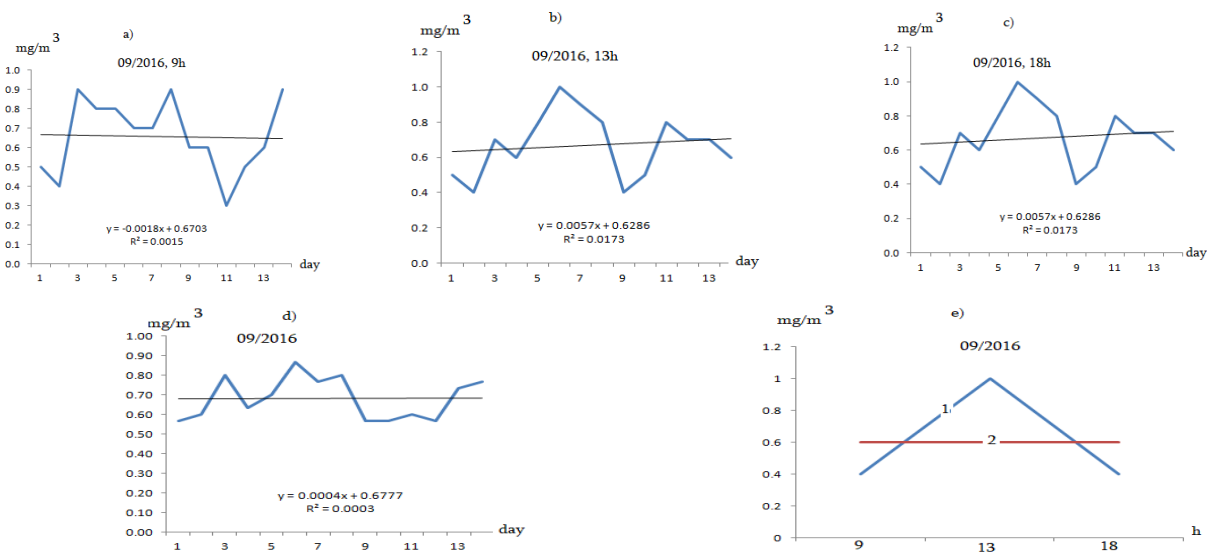 a)
mg/m 3
09/2016, 9h
1.0
0.9
0.8
0.7
0.6
0.5
0.4
0.3
0.2
0.1
0.0
y = -0.0018x + 0.6703
R² = 0.0015
1 3 5 7 9 11 13
day
b)
mg/m 3
09/2016, 13h
1.2
1.0
0.8
0.6
0.4
0.2
0.0
y = 0.0057x + 0.6286
R² = 0.0173
1 3 5 7 9 11 13
day
c)
mg/m 3
09/2016, 18h
1.2
1.0
0.8
0.6
0.4
0.2
0.0
y = 0.0057x + 0.6286
R² = 0.0173
1 3 5 7 9 11 13
day
d)
mg/m 3
09/2016
1.00
0.90
0.80
0.70
0.60
0.50
0.40
0.30
0.20
0.10
0.00
y = 0.0004x + 0.6777
R² = 0.0003
1 3 5 7 9 11 13
day
e)
mg/m 3
09/2016
1.2
1
0.8
0.6
0.4
0.2
0
1
2
9 13 18
h